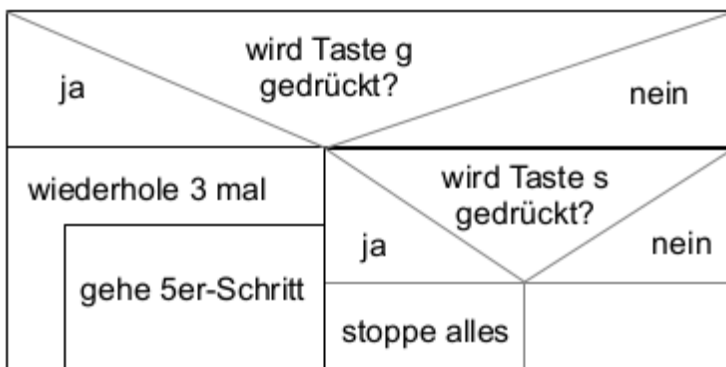 wird Taste g
gedrückt?
ja
nein
wiederhole 3 mal
gehe 5er-Schritt
wird Taste s
gedrückt?
ja
nein
stoppe alles